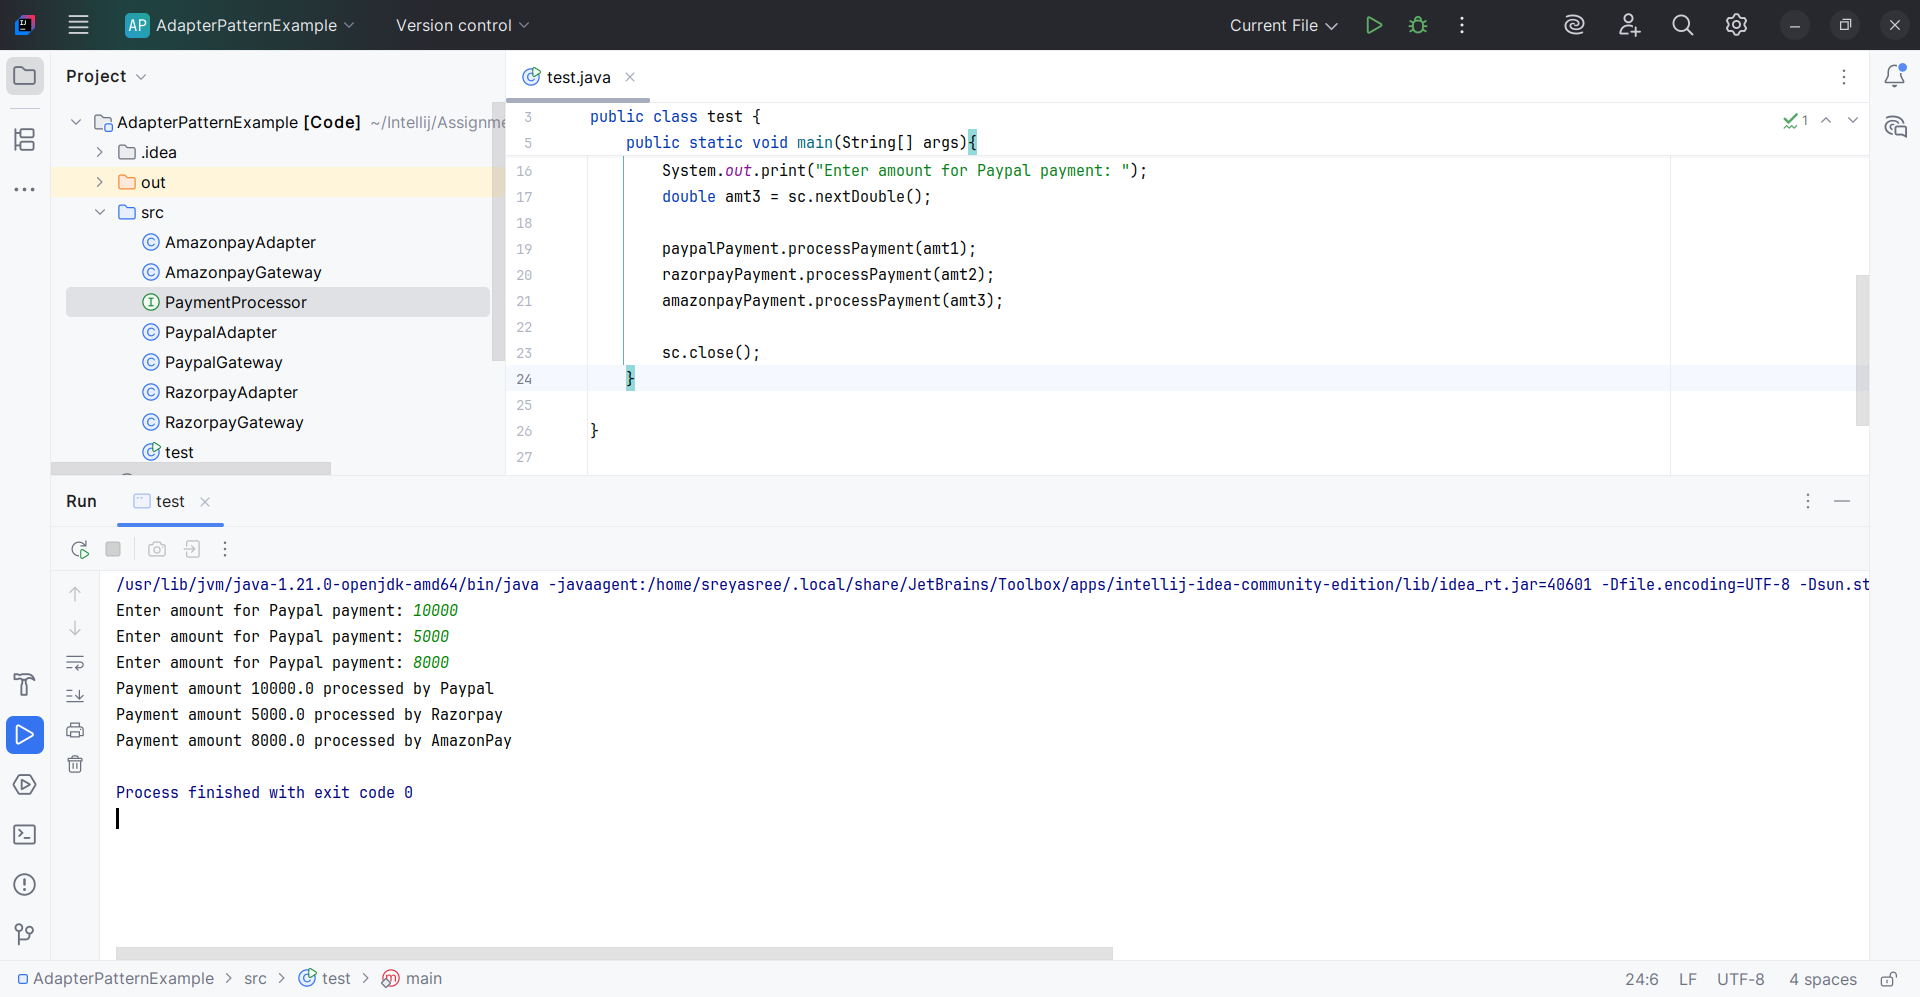 AP AdapterPatternExample Version control Current File
Project
AdapterPatternExample [Code] ~/Intellij/Assignme
.idea
out
src
AmazonpayAdapter
AmazonpayGateway
PaymentProcessor
PaypalAdapter
PaypalGateway
RazorpayAdapter
RazorpayGateway
test
test.java
1
3 public class test {
5 public static void main(String[] args){
16 System.out.print("Enter amount for Paypal payment: ");
17 double amt3 = sc.nextDouble();
18
19 paypalPayment.processPayment(amt1);
20 razorpayPayment.processPayment(amt2);
21 amazonpayPayment.processPayment(amt3);
22
23 sc.close();
24 }
25
26 }
27
Run test
/usr/lib/jvm/java-1.21.0-openjdk-amd64/bin/java -javaagent:/home/sreyasree/.local/share/JetBrains/Toolbox/apps/intellij-idea-community-edition/lib/idea_rt.jar=40601 -Dfile.encoding=UTF-8 -Dsun.st
Enter amount for Paypal payment: 10000
Enter amount for Paypal payment: 5000
Enter amount for Paypal payment: 8000
Payment amount 10000.0 processed by Paypal
Payment amount 5000.0 processed by Razorpay
Payment amount 8000.0 processed by AmazonPay
Process finished with exit code 0
AdapterPatternExample > src > test > main 24:6 LF UTF-8 4 spaces